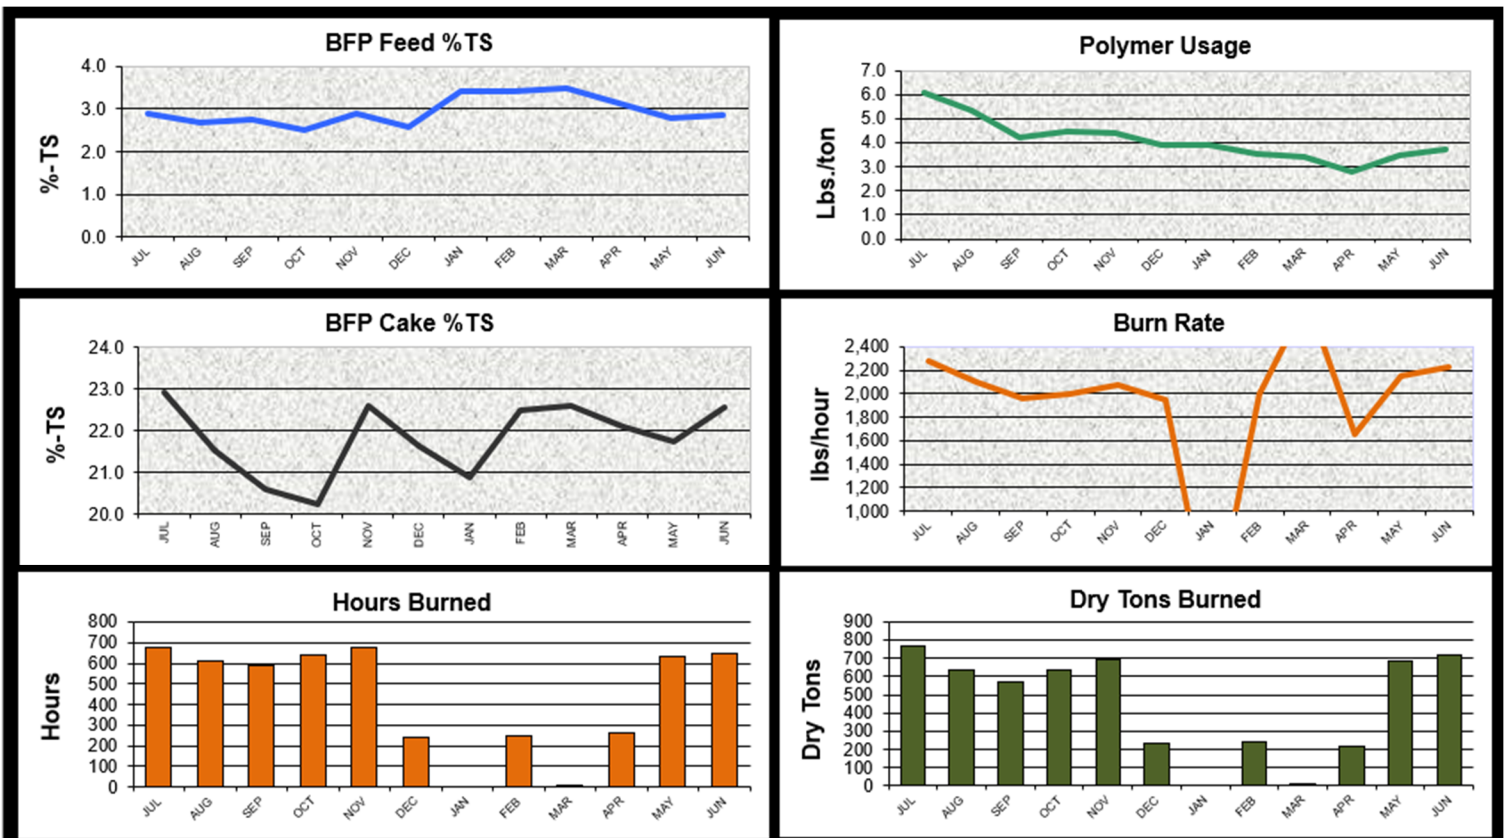 BFP Feed %TS
%-TS
4.0
3.0
2.0
1.0
0.0
JUL AUG SEP OCT NOV DEC JAN FEB MAR APR MAY JUN
Polymer Usage
Lbs./ton
7.0
6.0
5.0
4.0
3.0
2.0
1.0
0.0
JUL AUG SEP OCT NOV DEC JAN FEB MAR APR MAY JUN
BFP Cake %TS
%-TS
24.0
23.0
22.0
21.0
20.0
JUL AUG SEP OCT NOV DEC JAN FEB MAR APR MAY JUN
Burn Rate
lbs/hour
2,400
2,200
2,000
1,800
1,600
1,400
1,200
1,000
JUL AUG SEP OCT NOV DEC JAN FEB MAR APR MAY JUN
Hours Burned
Hours
800
700
600
500
400
300
200
100
0
JUL AUG SEP OCT NOV DEC JAN FEB MAR APR MAY JUN
Dry Tons Burned
Dry Tons
900
800
700
600
500
400
300
200
100
0
JUL AUG SEP OCT NOV DEC JAN FEB MAR APR MAY JUN